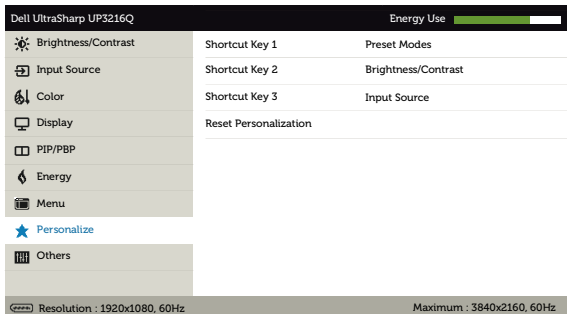 Dell UltraSharp UP3216Q Energy Use
Brightness/Contrast Shortcut Key 1 Preset Modes
Input Source Shortcut Key 2 Brightness/Contrast
Color Shortcut Key 3 Input Source
Display Reset Personalization
PIP/PBP
Energy
Menu
Personalize
Others
Resolution : 1920x1080, 60Hz Maximum : 3840x2160, 60Hz